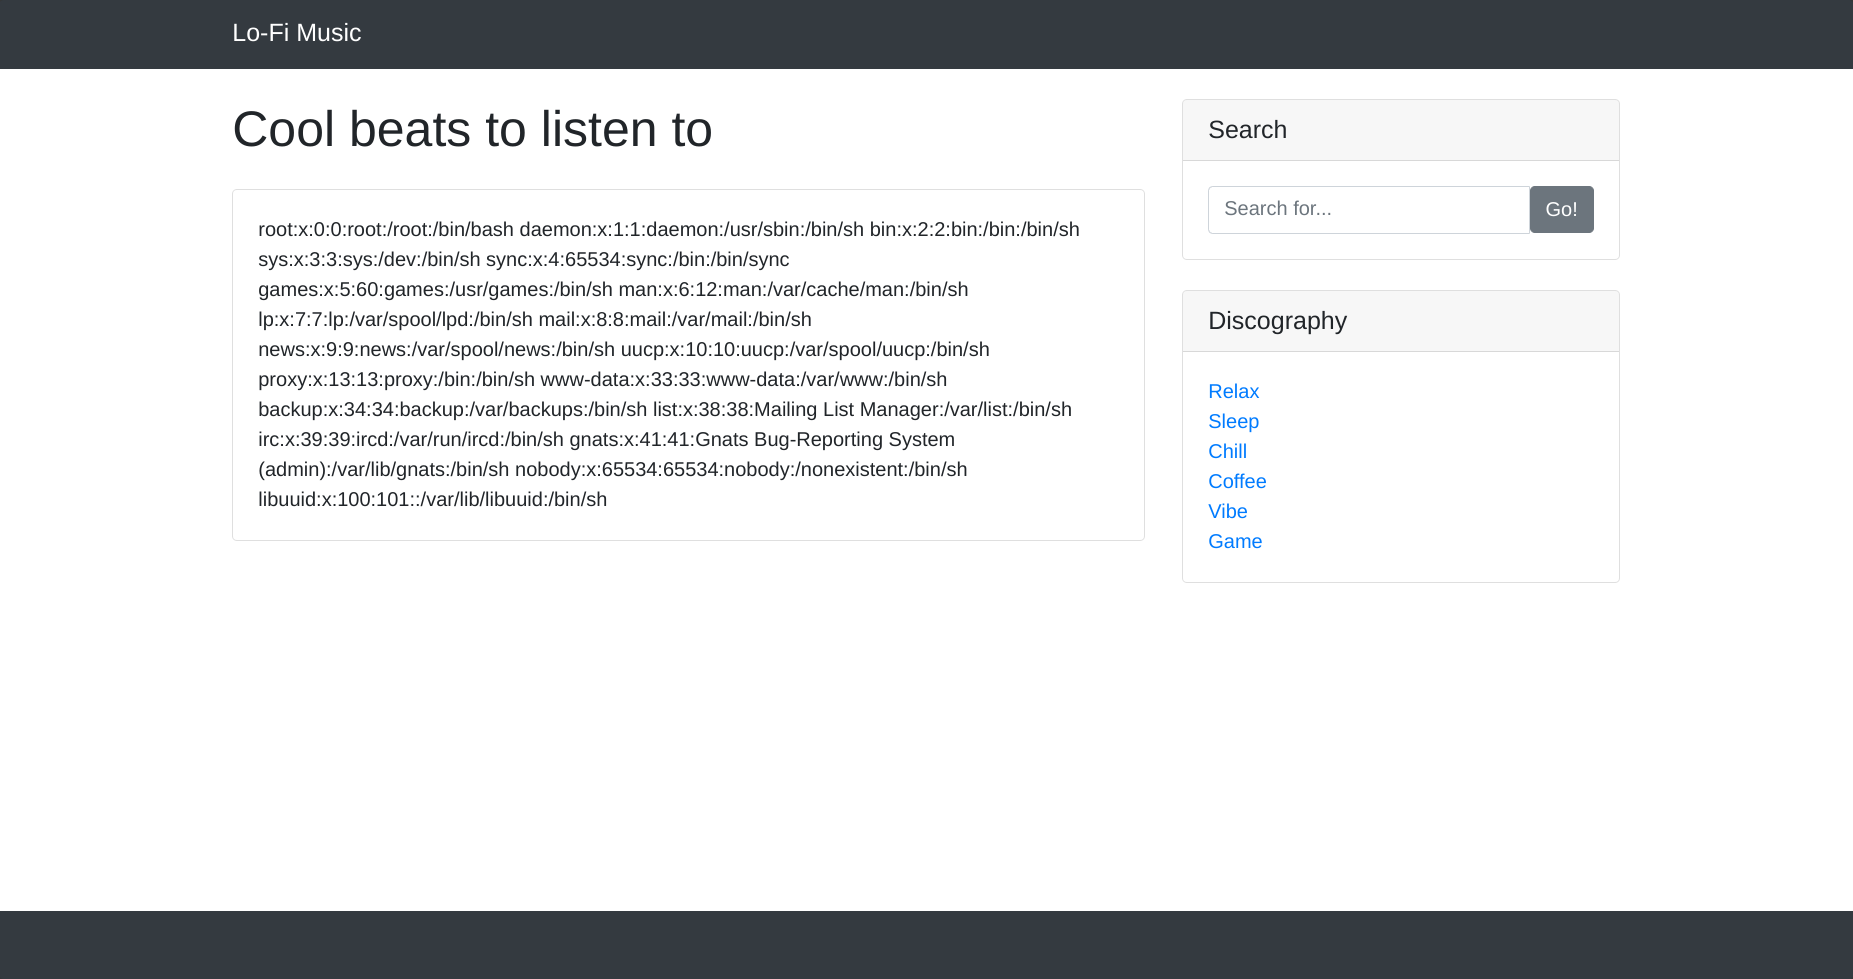 Lo-Fi Music
Cool beats to listen to
root:x:0:0:root:/root:/bin/bash daemon:x:1:1:daemon:/usr/sbin:/bin/sh bin:x:2:2:bin:/bin:/bin/sh
sys:x:3:3:sys:/dev:/bin/sh sync:x:4:65534:sync:/bin:/bin/sync
games:x:5:60:games:/usr/games:/bin/sh man:x:6:12:man:/var/cache/man:/bin/sh
lp:x:7:7:lp:/var/spool/lpd:/bin/sh mail:x:8:8:mail:/var/mail:/bin/sh
news:x:9:9:news:/var/spool/news:/bin/sh uucp:x:10:10:uucp:/var/spool/uucp:/bin/sh
proxy:x:13:13:proxy:/bin:/bin/sh www-data:x:33:33:www-data:/var/www:/bin/sh
backup:x:34:34:backup:/var/backups:/bin/sh list:x:38:38:Mailing List Manager:/var/list:/bin/sh
irc:x:39:39:ircd:/var/run/ircd:/bin/sh gnats:x:41:41:Gnats Bug-Reporting System
(admin):/var/lib/gnats:/bin/sh nobody:x:65534:65534:nobody:/nonexistent:/bin/sh
libuuid:x:100:101::/var/lib/libuuid:/bin/sh
Search
Search for...
Go!
Discography
Relax
Sleep
Chill
Coffee
Vibe
Game